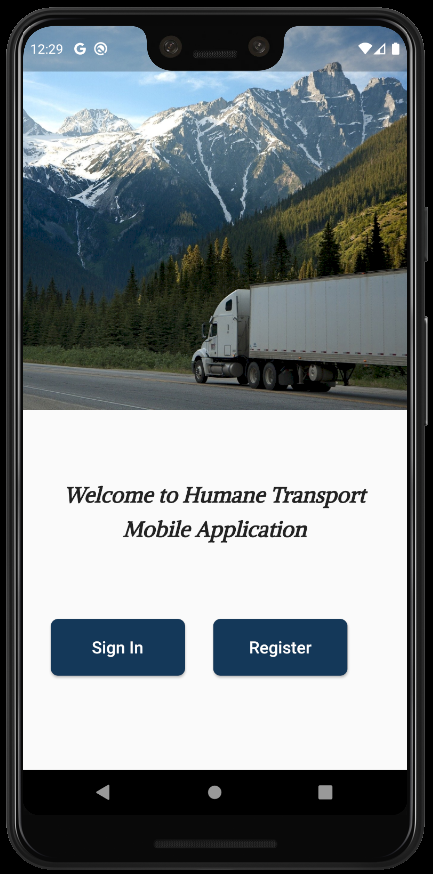 12:29
Welcome to Humane Transport
Mobile Application
Sign In
Register